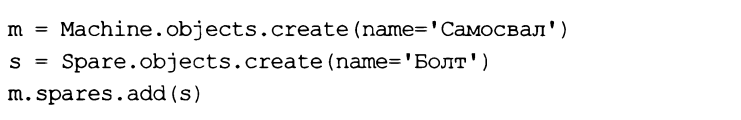 m = Machine.objects.create(name='Самосвал')
s = Spare.objects.create(name='Болт')
m.spares.add(s)